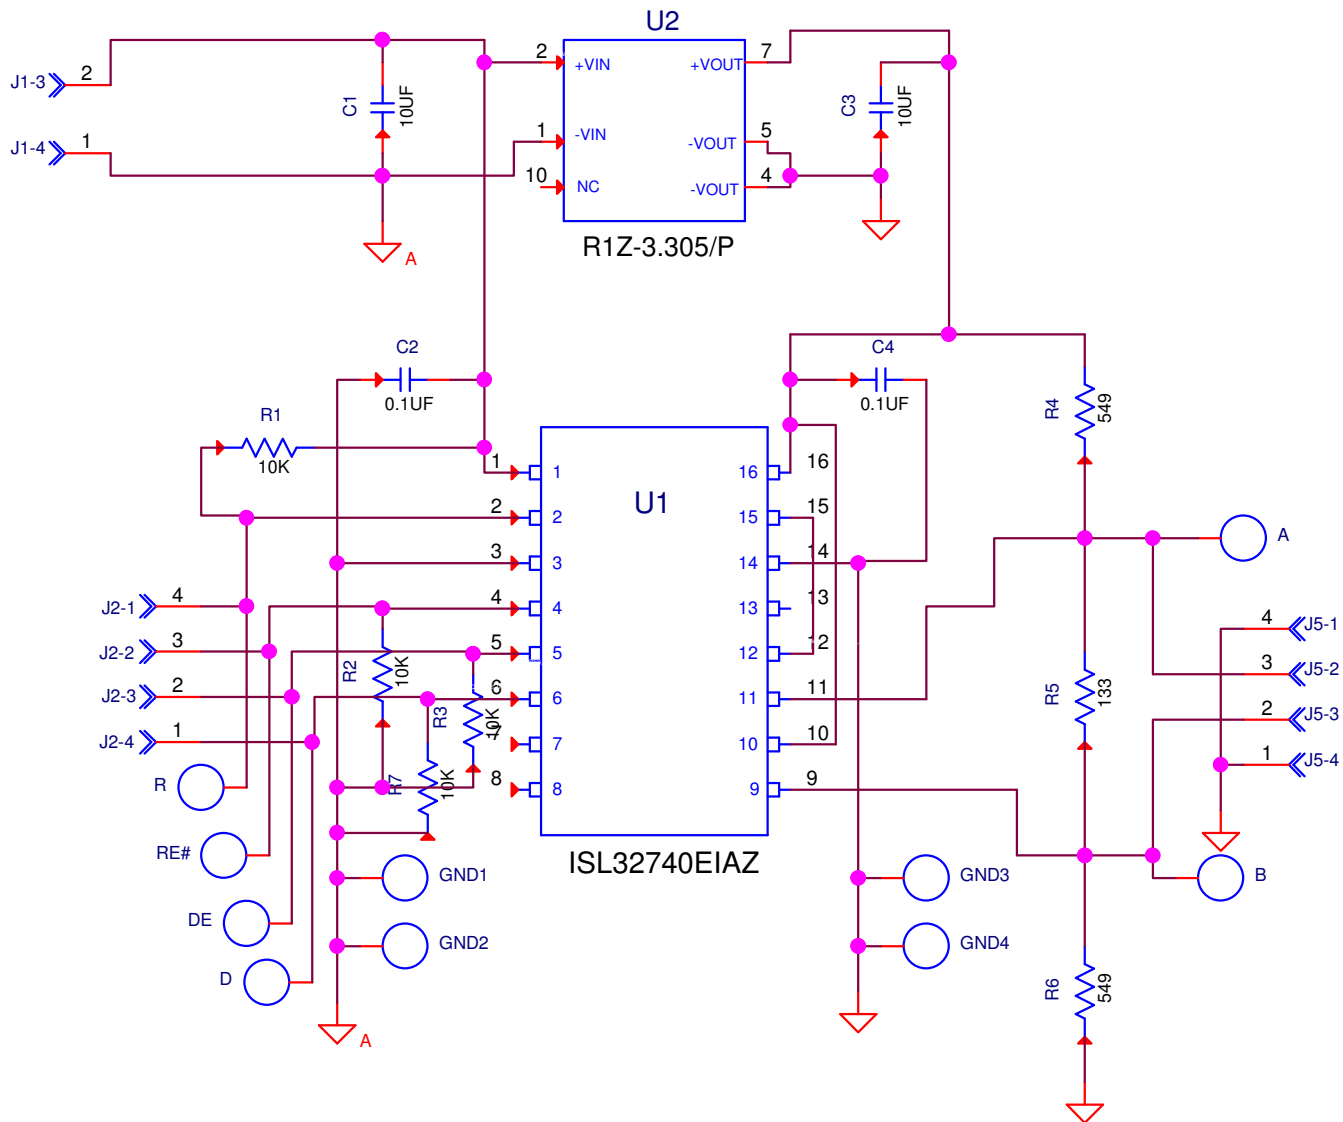 U2
J1-3
2
J1-4
1
C1
10UF
2
+VIN
1
-VIN
10
NC
+VOUT
7
-VOUT
5
-VOUT
4
C3
10UF
R1Z-3.305/P
A
C2
0.1UF
C4
0.1UF
R1
10K
R4
549
U1
1
1
2
2
3
3
4
4
5
5
6
6
7
7
8
8
16
16
15
15
14
14
13
13
12
12
11
11
10
10
9
9
ISL32740EIAZ
J2-1
4
J2-2
3
J2-3
2
J2-4
1
R2
10K
R3
10K
R7
10K
R
RE#
DE
D
GND1
GND2
A
GND3
GND4
A
R5
133
J5-1
4
J5-2
3
J5-3
2
J5-4
1
B
R6
549